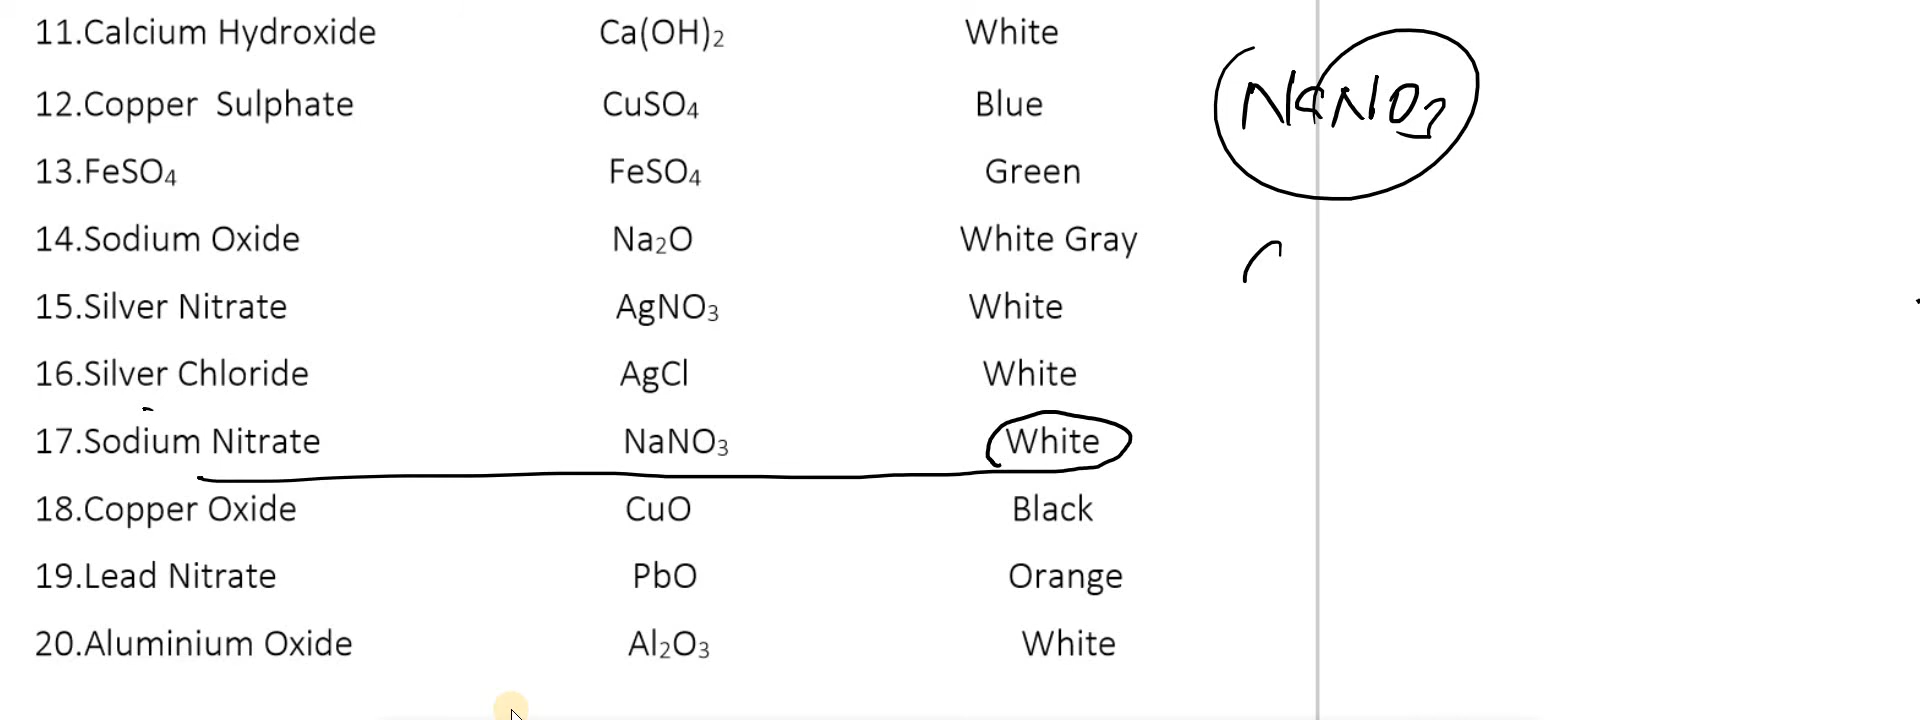 11.Calcium Hydroxide Ca(OH)₂ White
12.Copper Sulphate CuSO₄ Blue
NaNO₃
13.FeSO₄ FeSO₄ Green
14.Sodium Oxide Na₂O White Gray
15.Silver Nitrate AgNO₃ White
16.Silver Chloride AgCl White
17.Sodium Nitrate NaNO₃ White
18.Copper Oxide CuO Black
19.Lead Nitrate PbO Orange
20.Aluminium Oxide Al₂O₃ White